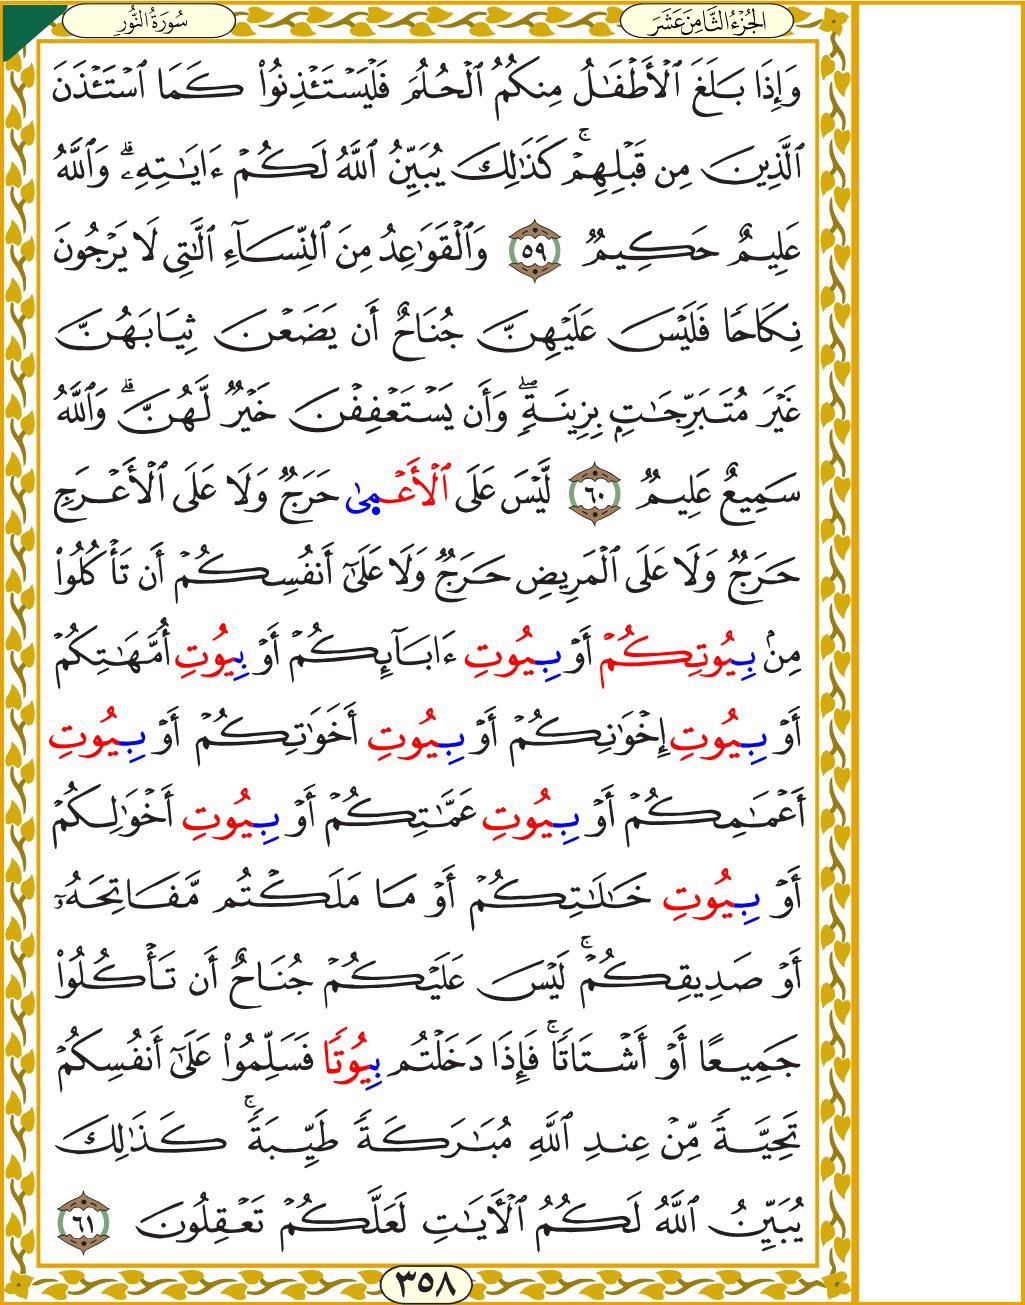 الجُزْءُ الثَّامِنَ عَشَرَ
سُورَةُ النُّورِ
وَإِذَا بَلَغَ ٱلْأَطْفَٰلُ مِنكُمُ ٱلْحُلُمَ فَلْيَسْتَـْٔذِنُوا۟ كَمَا ٱسْتَـْٔذَنَ
ٱلَّذِينَ مِن قَبْلِهِمْ ۚ كَذَٰلِكَ يُبَيِّنُ ٱللَّهُ لَكُمْ ءَايَٰتِهِۦ ۗ وَٱللَّهُ
عَلِيمٌ حَكِيمٌ ٥٩ وَٱلْقَوَٰعِدُ مِنَ ٱلنِّسَآءِ ٱلَّٰتِى لَا يَرْجُونَ
نِكَاحًا فَلَيْسَ عَلَيْهِنَّ جُنَاحٌ أَن يَضَعْنَ ثِيَابَهُنَّ
غَيْرَ مُتَبَرِّجَٰتٍۭ بِزِينَةٍ ۖ وَأَن يَسْتَعْفِفْنَ خَيْرٌ لَّهُنَّ ۗ وَٱللَّهُ
سَمِيعٌ عَلِيمٌ ٦٠ لَّيْسَ عَلَى ٱلْأَعْمِىٰ حَرَجٌ وَلَا عَلَى ٱلْأَعْرَجِ
حَرَجٌ وَلَا عَلَى ٱلْمَرِيضِ حَرَجٌ وَلَا عَلَىٰٓ أَنفُسِكُمْ أَن تَأْكُلُوا۟
مِنۢ بِيُوتِكُمْ أَوْ بِيُوتِ ءَابَآئِكُمْ أَوْ بِيُوتِ أُمَّهَٰتِكُمْ
أَوْ بِيُوتِ إِخْوَٰنِكُمْ أَوْ بِيُوتِ أَخَوَٰتِكُمْ أَوْ بِيُوتِ
أَعْمَٰمِكُمْ أَوْ بِيُوتِ عَمَّٰتِكُمْ أَوْ بِيُوتِ أَخْوَٰلِكُمْ
أَوْ بِيُوتِ خَٰلَٰتِكُمْ أَوْ مَا مَلَكْتُم مَّفَاتِحَهُۥٓ
أَوْ صَدِيقِكُمْ ۚ لَيْسَ عَلَيْكُمْ جُنَاحٌ أَن تَأْكُلُوا۟
جَمِيعًا أَوْ أَشْتَاتًا ۚ فَإِذَا دَخَلْتُم بِيُوتًا فَسَلِّمُوا۟ عَلَىٰٓ أَنفُسِكُمْ
تَحِيَّةً مِّنْ عِندِ ٱللَّهِ مُبَٰرَكَةً طَيِّبَةً ۚ كَذَٰلِكَ
يُبَيِّنُ ٱللَّهُ لَكُمُ ٱلْأَيَٰتِ لَعَلَّكُمْ تَعْقِلُونَ ٦١
٣٥٨